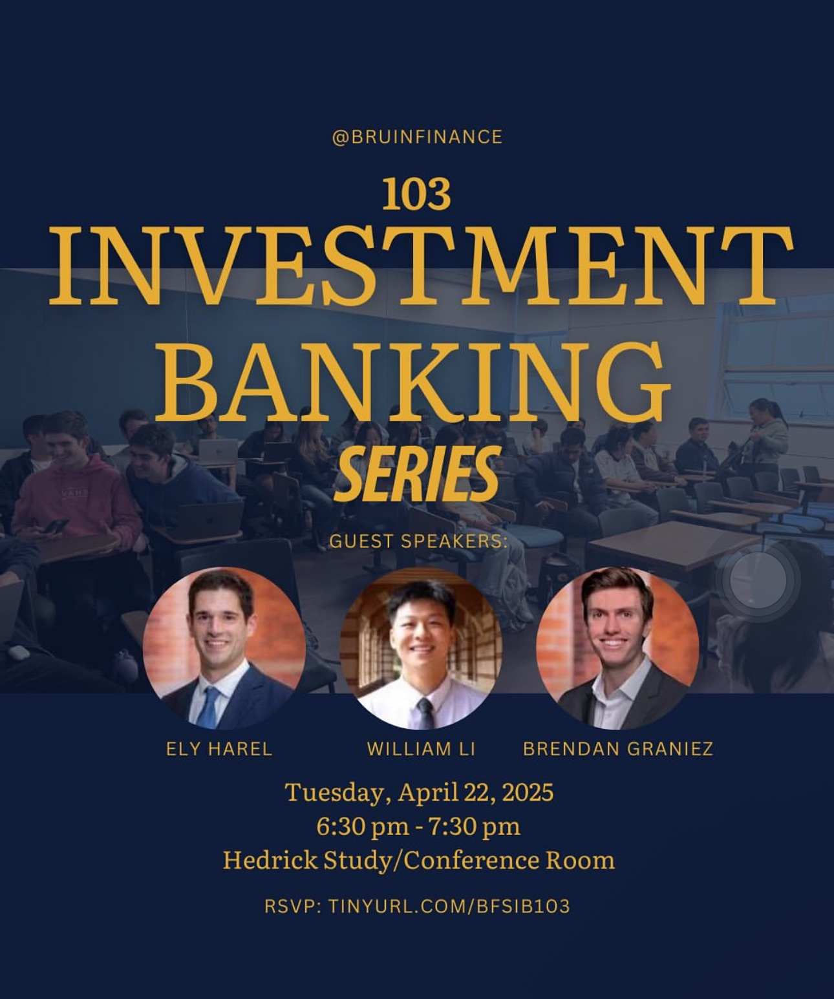 @BRUINFINANCE
103
INVESTMENT
BANKING
SERIES
GUEST SPEAKERS:
ELY HAREL
WILLIAM LI
BRENDAN GRANIEZ
Tuesday, April 22, 2025
6:30 pm - 7:30 pm
Hedrick Study/Conference Room
RSVP: TINYURL.COM/BFSIB103
VANS